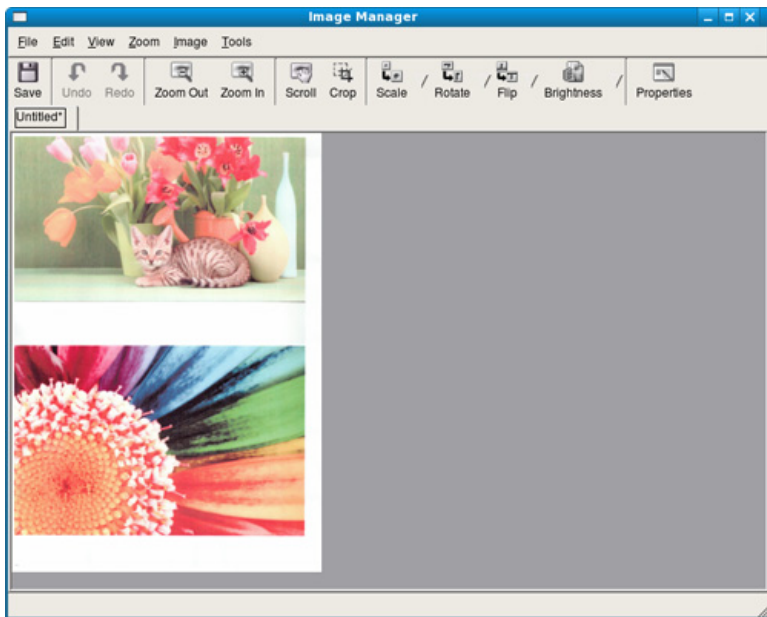 Image Manager
File Edit View Zoom Image Tools
Save Undo Redo Zoom Out Zoom In Scroll Crop Scale / Rotate / Flip / Brightness / Properties
Untitled*